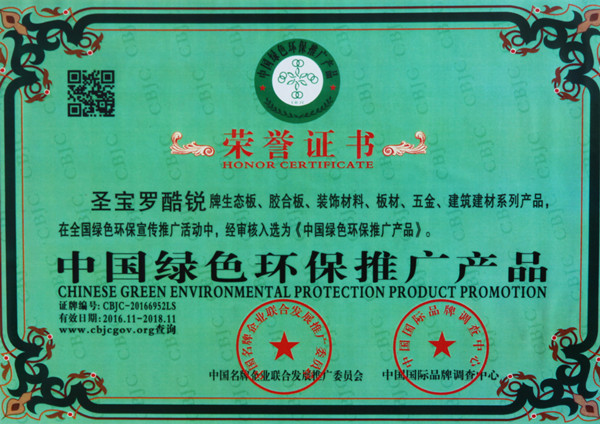 中国绿色环保推广产品
荣誉证书
HONOR CERTIFICATE
圣宝罗酷锐牌生态板、胶合板、装饰材料、板材、五金、建筑建材系列产品,
在全国绿色环保宣传推广活动中，经审核入选为《中国绿色环保推广产品》。
中国绿色环保推广产品
CHINESE GREEN ENVIRONMENTAL PROTECTION PRODUCT PROMOTION
证牌编号: CBJC-20166952LS
有效日期: 2016.11-2018.11
www.cbjcgov.org查询
中国名牌企业联合发展推广委员会
中国国际品牌调查中心
中国名牌企业联合发展推广委员会
中国国际品牌调查中心